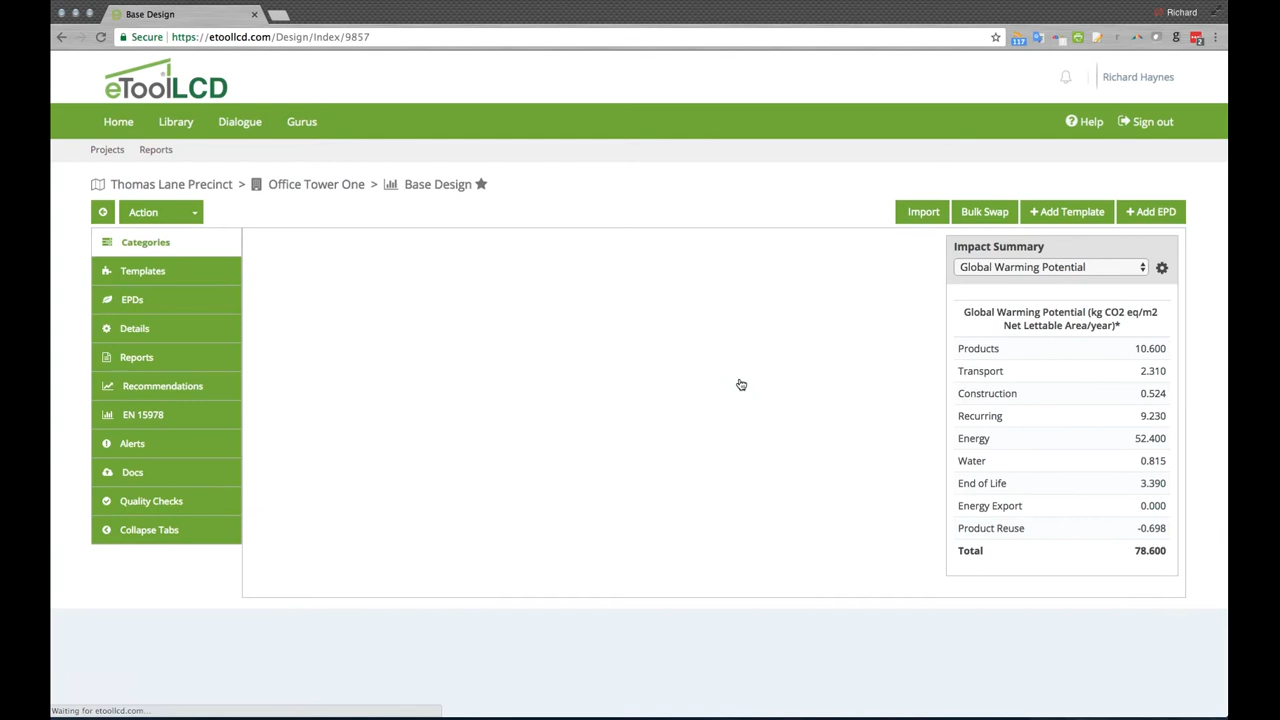 Base Design
Richard
Secure | https://etoollcd.com/Design/Index/9857
117
g
2
eToolLCD
Richard Haynes
Home Library Dialogue Gurus Help Sign out
Projects Reports
Thomas Lane Precinct > Office Tower One > Base Design
Action Import Bulk Swap + Add Template + Add EPD
Categories
Templates
EPDs
Details
Reports
Recommendations
EN 15978
Alerts
Docs
Quality Checks
Collapse Tabs
Impact Summary
Global Warming Potential
Global Warming Potential (kg CO2 eq/m2
Net Lettable Area/year)*
Products 10.600
Transport 2.310
Construction 0.524
Recurring 9.230
Energy 52.400
Water 0.815
End of Life 3.390
Energy Export 0.000
Product Reuse -0.698
Total 78.600
Waiting for etoollcd.com...